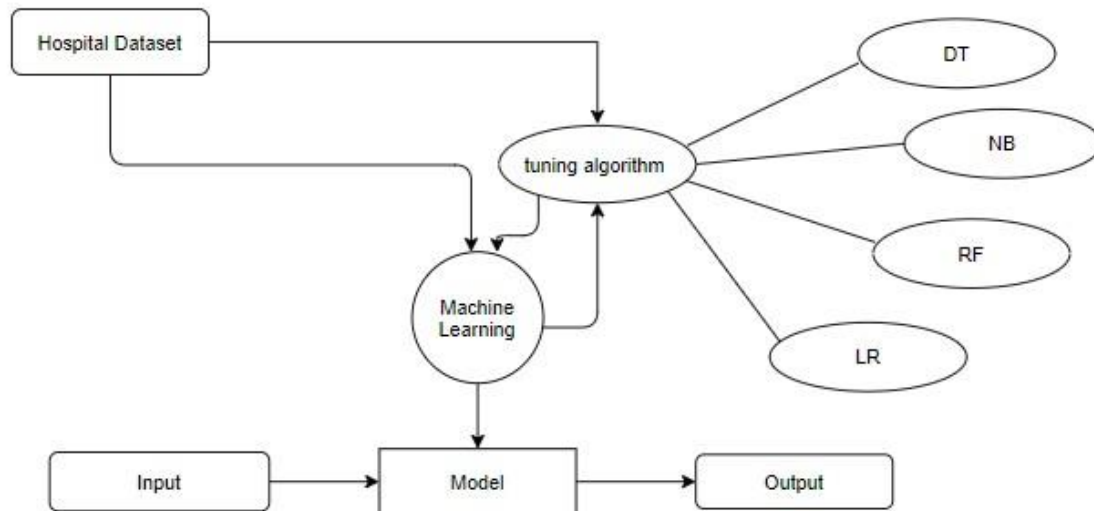 Hospital Dataset
DT
NB
tuning algorithm
RF
Machine
Learning
LR
Input
Model
Output